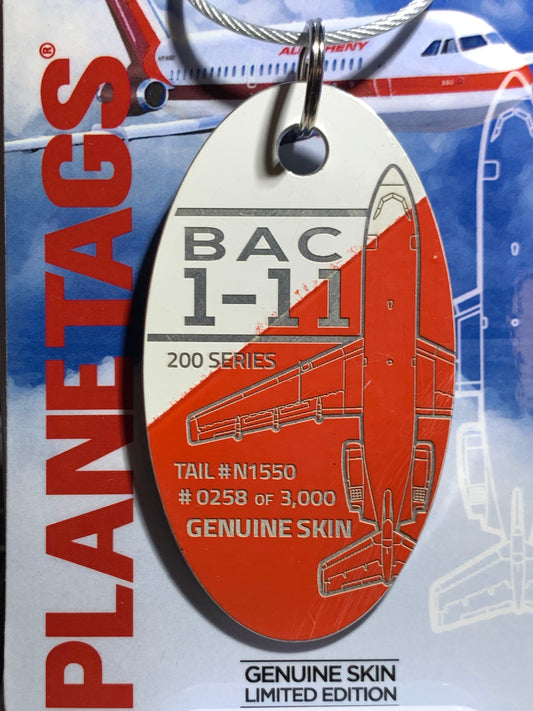 PLANETAGS®
ALLEGHENY
N1550
550
BAC
1-11
200 SERIES
TAIL #N1550
#0258 OF 3,000
GENUINE SKIN
GENUINE SKIN
LIMITED EDITION